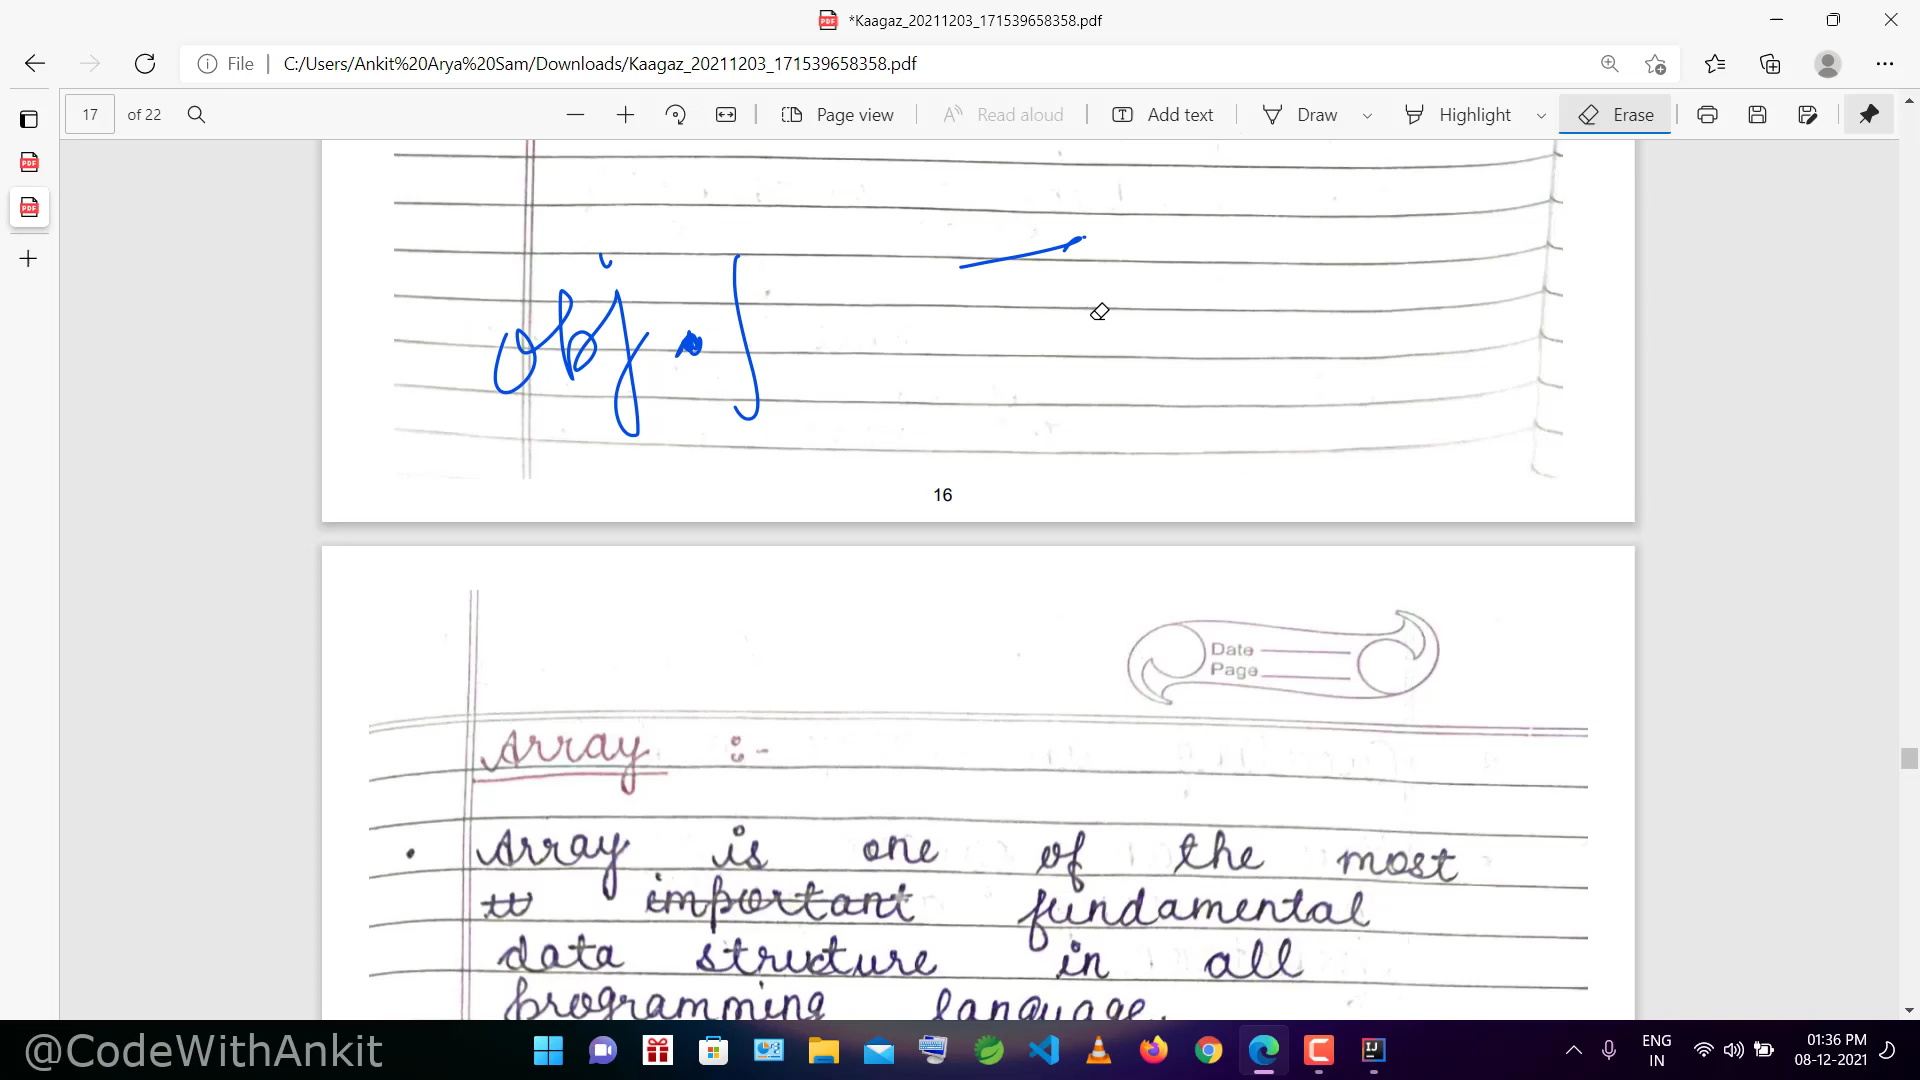 *Kaagaz_20211203_171539658358.pdf
File C:/Users/Ankit%20Arya%20Sam/Downloads/Kaagaz_20211203_171539658358.pdf
17 of 22 Page view Read aloud Add text Draw Highlight Erase
obj.
16
Date
Page
Array :-
• Array is one of the most
important fundamental
data structure in all
programming language.
@CodeWithAnkit
ENG
IN
01:36 PM
08-12-2021